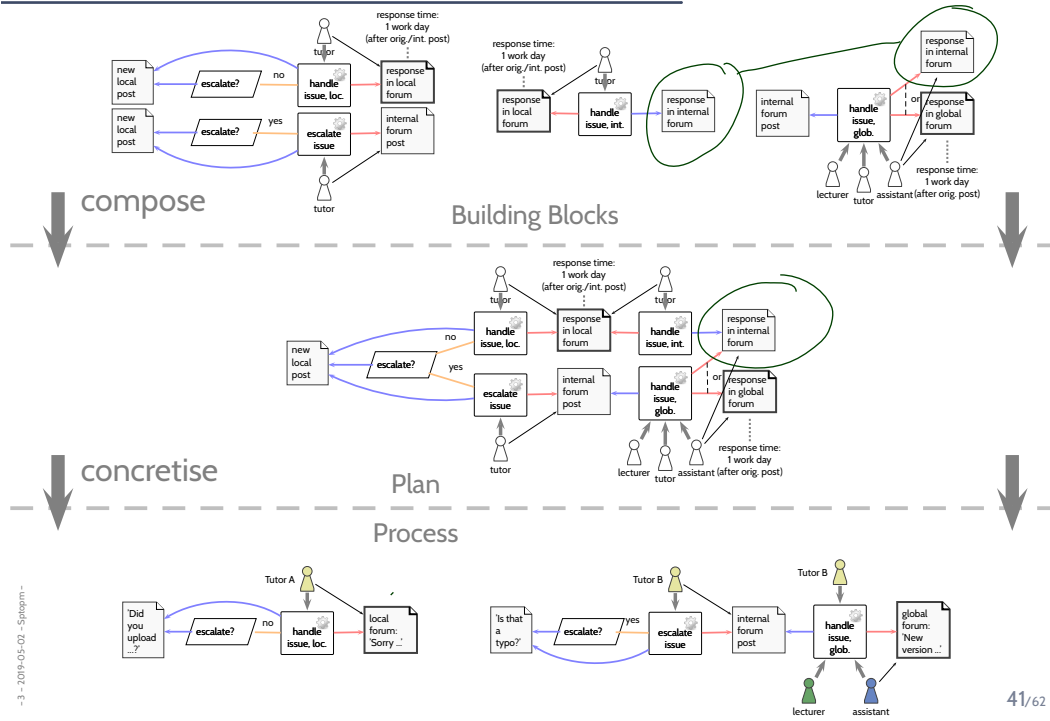 response time:
1 work day
(after orig./int. post)
tutor
new
local
post
escalate?
no
handle
issue, loc.
response
in local
forum
new
local
post
escalate?
yes
escalate
issue
internal
forum
post
tutor
response time:
1 work day
(after orig./int. post)
tutor
response
in local
forum
handle
issue, int.
response
in internal
forum
response
in internal
forum
internal
forum
post
handle
issue,
glob.
or
response
in global
forum
lecturer
tutor
assistant
response time:
1 work day
(after orig. post)
compose
Building Blocks
response time:
1 work day
(after orig./int. post)
tutor
tutor
new
local
post
escalate?
no
yes
handle
issue, loc.
response
in local
forum
handle
issue, int.
response
in internal
forum
escalate
issue
internal
forum
post
handle
issue,
glob.
or
response
in global
forum
tutor
lecturer
tutor
assistant
response time:
1 work day
(after orig. post)
concretise
Plan
Process
Tutor A
'Did
you
upload
...?'
escalate?
no
handle
issue, loc.
local
forum:
'Sorry ...'
Tutor B
'Is that
a
typo?'
escalate?
yes
escalate
issue
internal
forum
post
Tutor B
handle
issue,
glob.
global
forum:
'New
version ...'
lecturer
assistant
– 3 – 2019-05-02 – Sptopm –
41/62